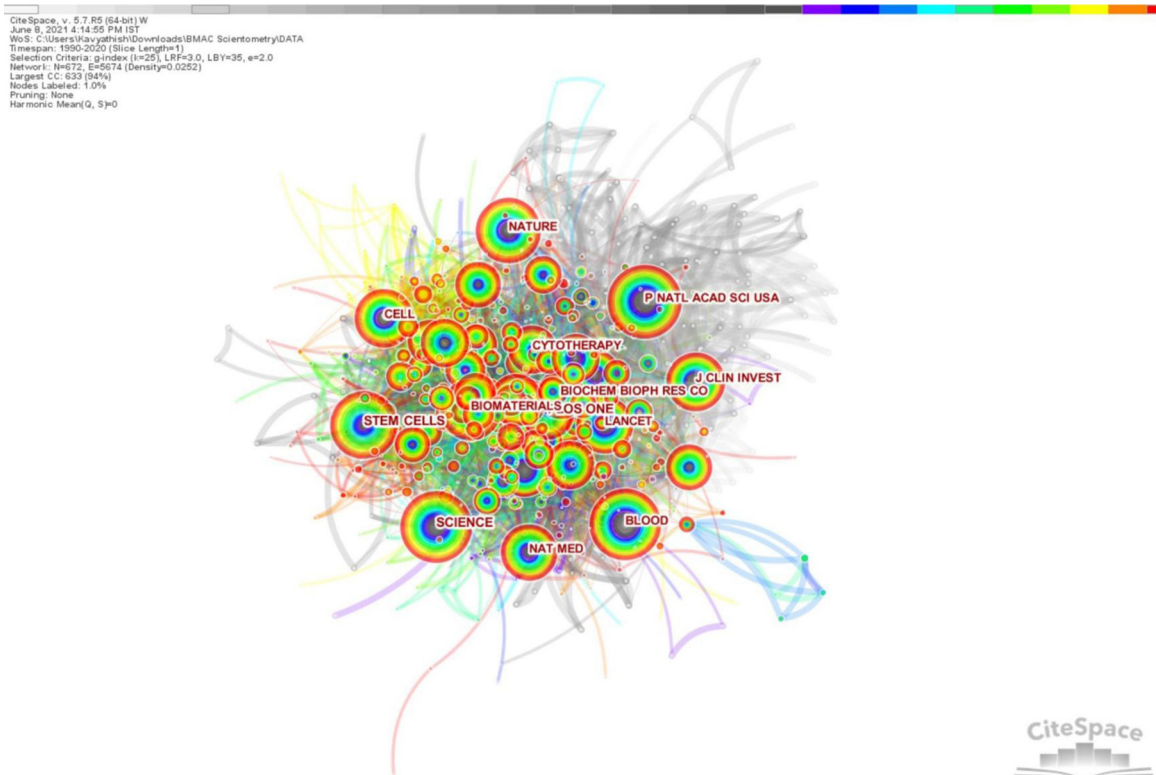 CiteSpace, v. 5.7.R5 (64-bit) W
June 8, 2021 4:14:55 PM IST
WoS: C:\Users\Kavyathish\Downloads\BMAC Scientometry\DATA
Timespan: 1990-2020 (Slice Length=1)
Selection Criteria: g-index (k=25), LRF=3.0, LBY=35, e=2.0
Network: N=672, E=5674 (Density=0.0252)
Largest CC: 633 (94%)
Nodes Labeled: 1.0%
Pruning: None
Harmonic Mean(Q, S)=0
NATURE
P NATL ACAD SCI USA
CELL
CYTOTHERAPY
J CLIN INVEST
BIOCHEM BIOPH RES CO
BIOMATERIALS
OS ONE
STEM CELLS
LANCET
SCIENCE
BLOOD
NAT MED
CiteSpace